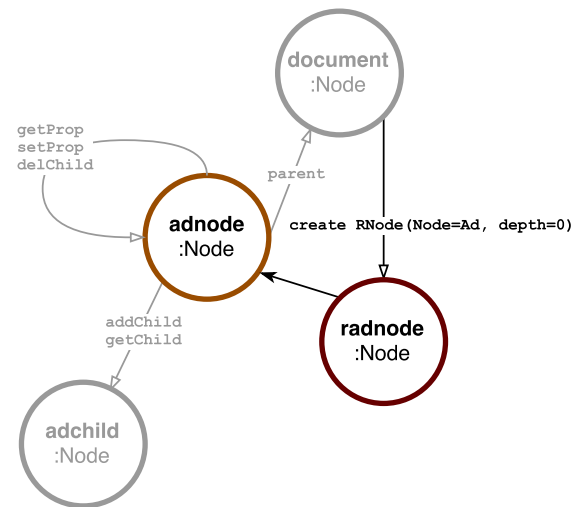 document
:Node
getProp
setProp
delChild
parent
adnode
:Node
create RNode(Node=Ad, depth=0)
addChild
getChild
radnode
:Node
adchild
:Node